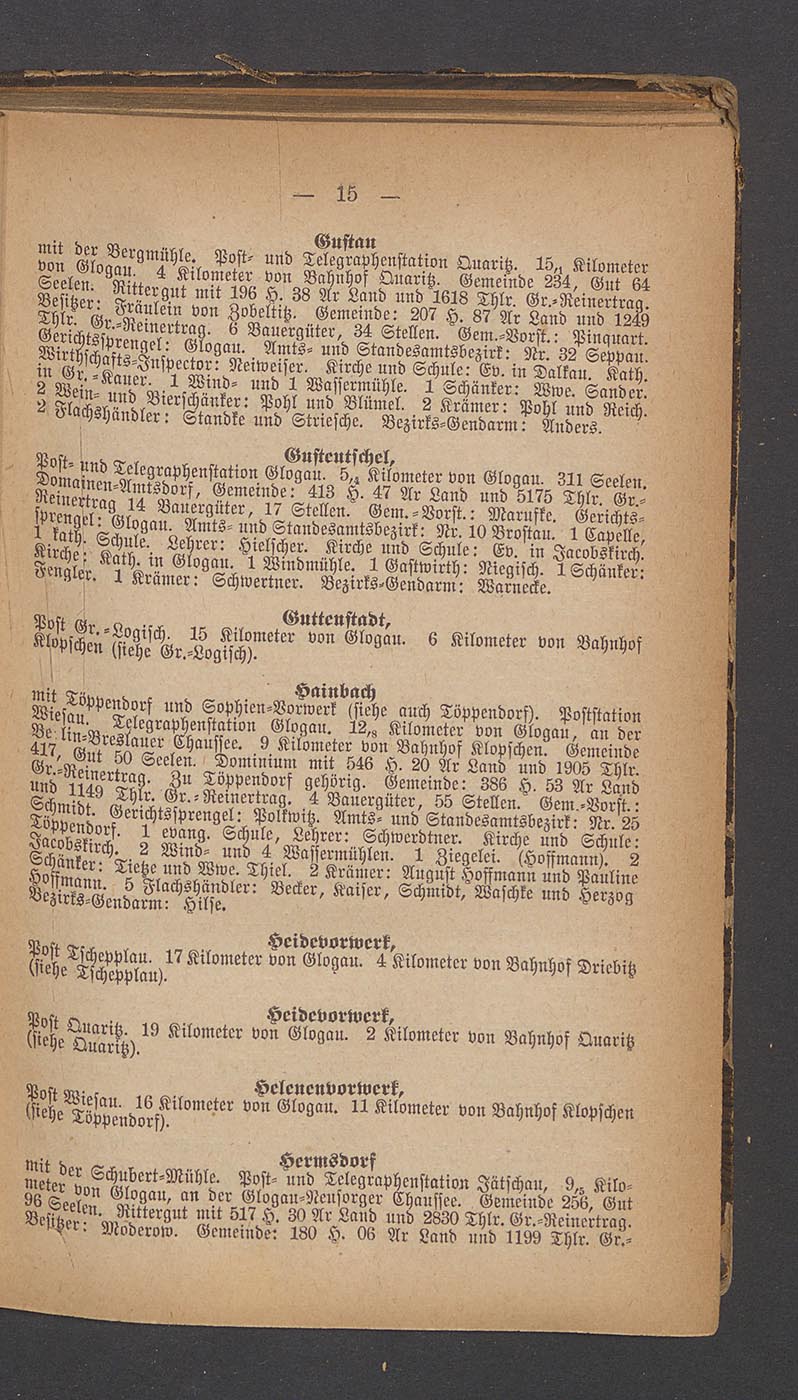 — 15 —
Gustau
mit der Bergmühle. Post- und Telegraphenstation Quaritz. 15,₁ Kilometer
von Glogau. 4 Kilometer von Bahnhof Quaritz. Gemeinde 234, Gut 64
Seelen. Rittergut mit 196 H. 38 Ar Land und 1618 Thlr. Gr.-Reinertrag.
Besitzer: Fräulein von Zobeltitz. Gemeinde: 207 H. 87 Ar Land und 1249
Thlr. Gr.-Reinertrag. 6 Bauergüter, 34 Stellen. Gem.-Vorst.: Pinquart.
Gerichtssprengel: Glogau. Amts- und Standesamtsbezirk: Nr. 32 Seppau.
Wirthschafts-Inspector: Neiweiser. Kirche und Schule: Ev. in Dalkau. Kath.
in Gr.-Kauer. 1 Wind- und 1 Wassermühle. 1 Schänker: Wwe. Sander.
2 Wein- und Bierschänker: Pohl und Blümel. 2 Krämer: Pohl und Reich.
2 Flachshändler: Standke und Striesche. Bezirks-Gendarm: Anders.
Gusteutschel,
Post- und Telegraphenstation Glogau. 5,₄ Kilometer von Glogau. 311 Seelen.
Domainen-Amtsdorf, Gemeinde: 413 H. 47 Ar Land und 5175 Thlr. Gr.-
Reinertrag 14 Bauergüter, 17 Stellen. Gem.-Vorst.: Maruske. Gerichts-
sprengel: Glogau. Amts- und Standesamtsbezirk: Nr. 10 Brostau. 1 Capelle,
1 kath. Schule. Lehrer: Hielscher. Kirche und Schule: Ev. in Jacobskirch.
Kirche: Kath. in Glogau. 1 Windmühle. 1 Gastwirth: Niegisch. 1 Schänker:
Fengler. 1 Krämer: Schwertner. Bezirks-Gendarm: Warnecke.
Guttenstadt,
Post Gr.-Logisch. 15 Kilometer von Glogau. 6 Kilometer von Bahnhof
Klopschen (siehe Gr.-Logisch).
Hainbach
mit Töppendorf und Sophien-Vorwerk (siehe auch Töppendorf). Poststation
Wiesau. Telegraphenstation Glogau. 12,₈ Kilometer von Glogau, an der
Be lin-Breslauer Chaussee. 9 Kilometer von Bahnhof Klopschen. Gemeinde
417, Gut 50 Seelen. Dominium mit 546 H. 20 Ar Land und 1905 Thlr.
Gr.-Reinertrag. Zu Töppendorf gehörig. Gemeinde: 386 H. 53 Ar Land
und 1149 Thlr. Gr.-Reinertrag. 4 Bauergüter, 55 Stellen. Gem.-Vorst.:
Schmidt. Gerichtssprengel: Polkwitz. Amts- und Standesamtsbezirk: Nr. 25
Töppendorf. 1 evang. Schule, Lehrer: Schwerdtner. Kirche und Schule:
Jacobskirch. 2 Wind- und 4 Wassermühlen. 1 Ziegelei. (Hoffmann). 2
Schänker: Tietze und Wwe. Thiel. 2 Krämer: August Hoffmann und Pauline
Hoffmann. 5 Flachshändler: Becker, Kaiser, Schmidt, Waschke und Herzog
Bezirks-Gendarm: Hilse.
Heidevorwerk,
Post Tschepplau. 17 Kilometer von Glogau. 4 Kilometer von Bahnhof Driebitz
(siehe Tschepplau).
Heidevorwerk,
Post Quaritz. 19 Kilometer von Glogau. 2 Kilometer von Bahnhof Quaritz
(siehe Quaritz).
Helenenvorwerk,
Post Wiesau. 16 Kilometer von Glogau. 11 Kilometer von Bahnhof Klopschen
(siehe Töppendorf).
Hermsdorf
mit der Schubert-Mühle. Post- und Telegraphenstation Jätschau, 9,₅ Kilo-
meter von Glogau, an der Glogau-Neusorger Chaussee. Gemeinde 256, Gut
96 Seelen. Rittergut mit 517 H. 30 Ar Land und 2830 Thlr. Gr.-Reinertrag.
Besitzer: Moderow. Gemeinde: 180 H. 06 Ar Land und 1199 Thlr. Gr.-